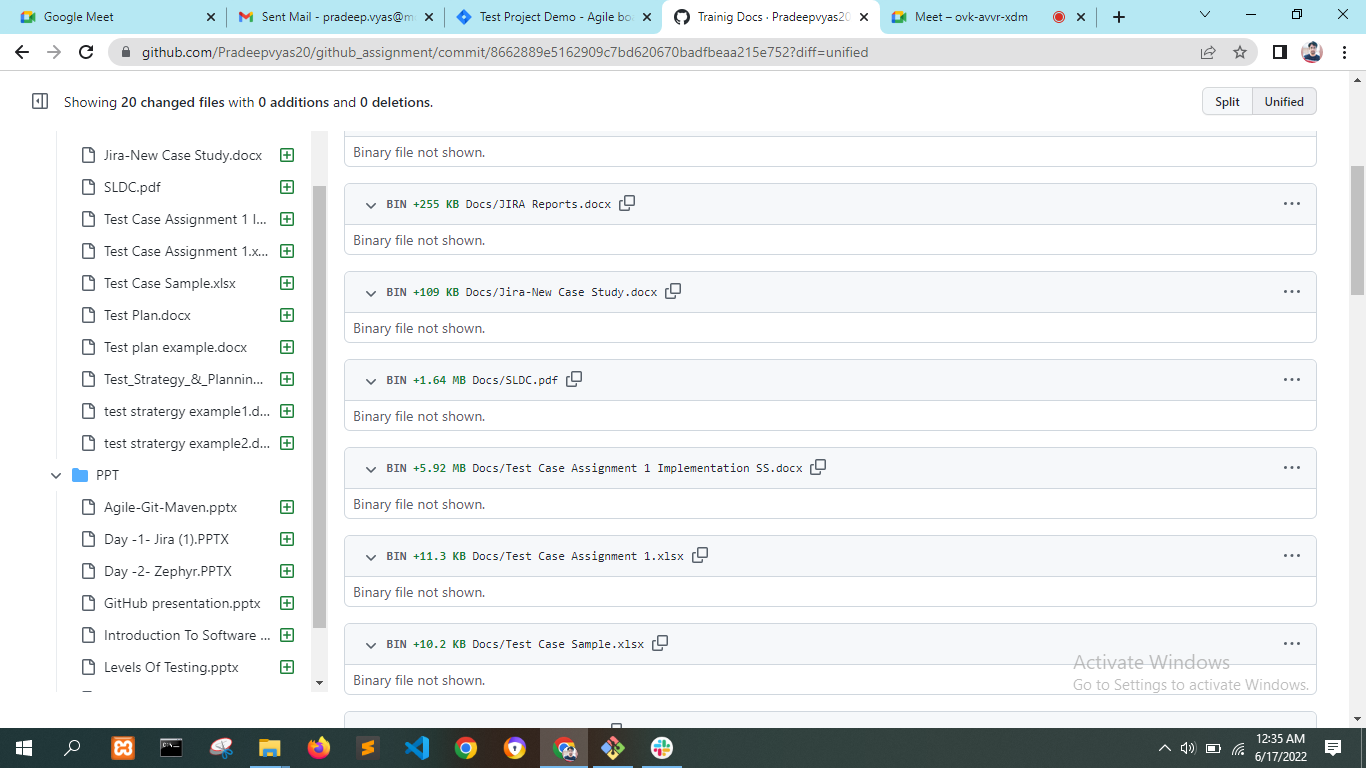 Google Meet
Sent Mail - pradeep.vyas@mi
Test Project Demo - Agile boa
Trainig Docs · Pradeepvyas20
Meet – ovk-avvr-xdm
github.com/Pradeepvyas20/github_assignment/commit/8662889e5162909c7bd620670badfbeaa215e752?diff=unified
Showing 20 changed files with 0 additions and 0 deletions.
Split
Unified
Jira-New Case Study.docx
SLDC.pdf
Test Case Assignment 1 I...
Test Case Assignment 1.x...
Test Case Sample.xlsx
Test Plan.docx
Test plan example.docx
Test_Strategy_&_Plannin...
test stratergy example1.d...
test stratergy example2.d...
PPT
Agile-Git-Maven.pptx
Day -1- Jira (1).PPTX
Day -2- Zephyr.PPTX
GitHub presentation.pptx
Introduction To Software ...
Levels Of Testing.pptx
Binary file not shown.
BIN +255 KB Docs/JIRA Reports.docx
Binary file not shown.
BIN +109 KB Docs/Jira-New Case Study.docx
Binary file not shown.
BIN +1.64 MB Docs/SLDC.pdf
Binary file not shown.
BIN +5.92 MB Docs/Test Case Assignment 1 Implementation SS.docx
Binary file not shown.
BIN +11.3 KB Docs/Test Case Assignment 1.xlsx
Binary file not shown.
BIN +10.2 KB Docs/Test Case Sample.xlsx
Binary file not shown.
Activate Windows
Go to Settings to activate Windows.
12:35 AM
6/17/2022